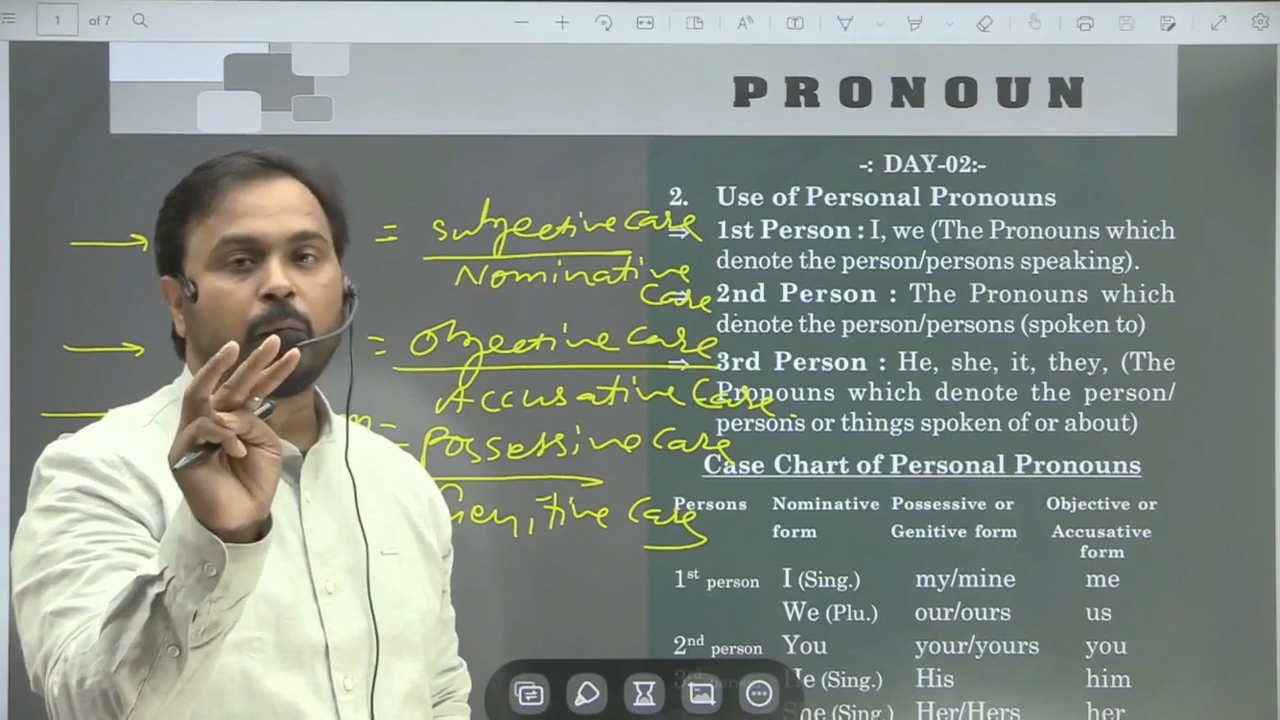 1 of 7
PRONOUN
-: DAY-02:-
2. Use of Personal Pronouns
⇒ 1st Person : I, we (The Pronouns which
denote the person/persons speaking).
⇒ 2nd Person : The Pronouns which
denote the person/persons (spoken to)
⇒ 3rd Person : He, she, it, they, (The
Pronouns which denote the person/
persons or things spoken of or about)
Case Chart of Personal Pronouns
Persons Nominative form Possessive or Genitive form Objective or Accusative form
1st person I (Sing.) my/mine me
We (Plu.) our/ours us
2nd person You your/yours you
3rd person He (Sing.) His him
She (Sing.) Her/Hers her
= subjective case
Nominative
case
= objective case
Accusative case
= possessive case
Genitive case